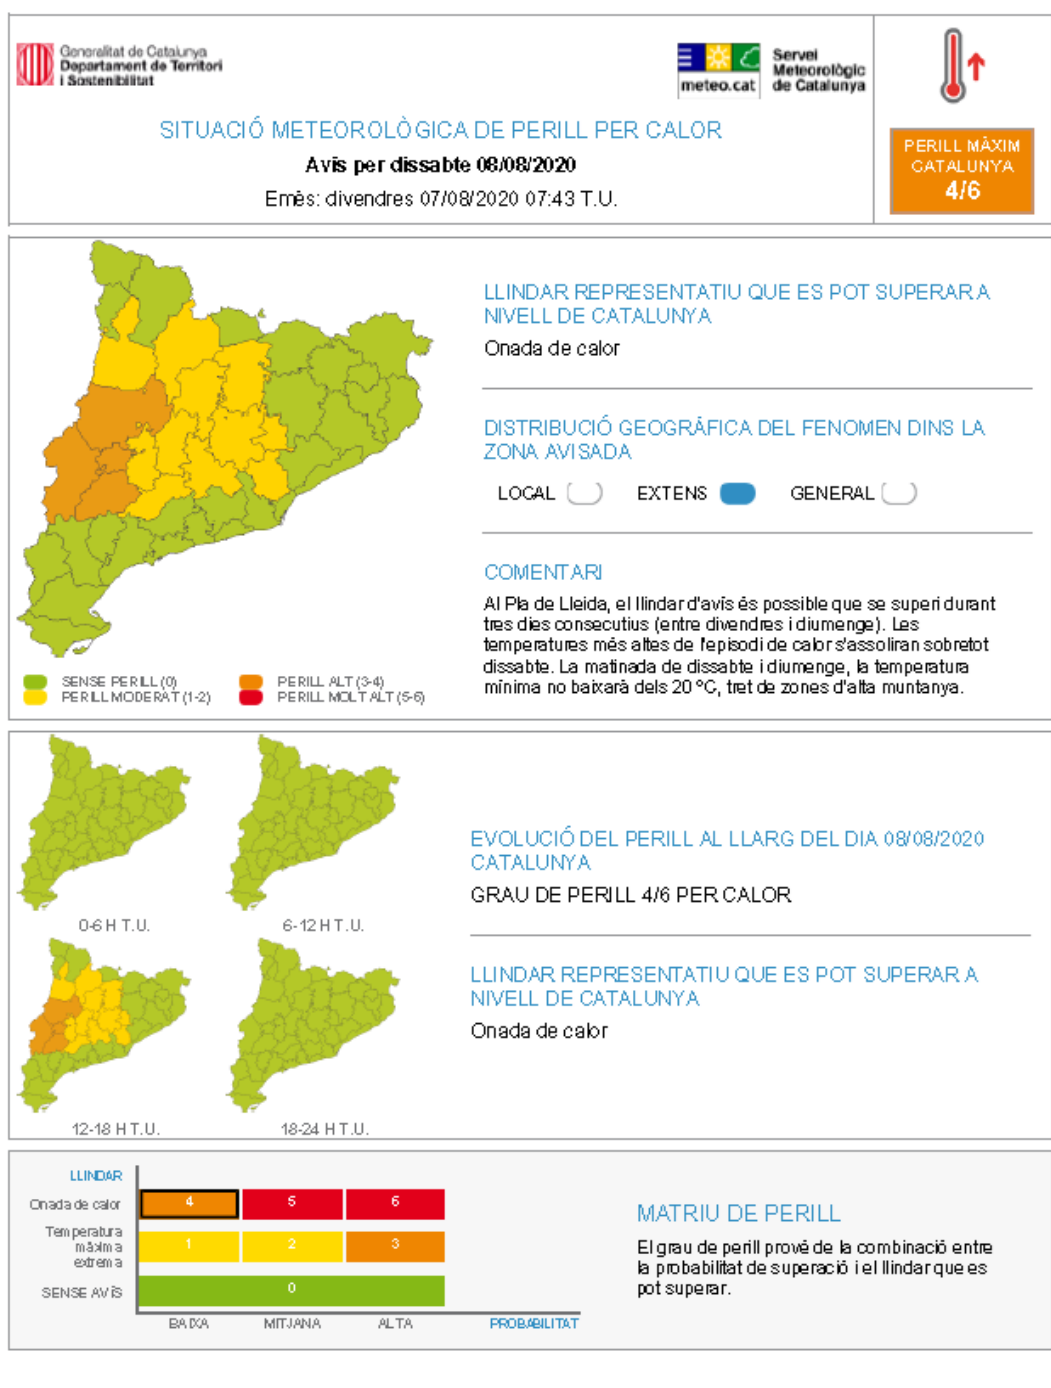 Generalitat de Catalunya
Departament de Territori
i Sostenibilitat
meteo.cat
Servei
Meteorològic
de Catalunya
SITUACIÓ METEOROLÒGICA DE PERILL PER CALOR
Avís per dissabte 08/08/2020
Emès: divendres 07/08/2020 07:43 T.U.
PERILL MÀXIM
CATALUNYA
4/6
LLINDAR REPRESENTATIU QUE ES POT SUPERAR A
NIVELL DE CATALUNYA
Onada de calor
DISTRIBUCIÓ GEOGRÀFICA DEL FENOMEN DINS LA
ZONA AVISADA
LOCAL EXTENS GENERAL
COMENTARI
Al Pla de Lleida, el llindar d'avís és possible que se superi durant
tres dies consecutius (entre divendres i diumenge). Les
temperatures més altes de l'episodi de calor s'assoliran sobretot
dissabte. La matinada de dissabte i diumenge, la temperatura
mínima no baixarà dels 20 ºC, tret de zones d'alta muntanya.
SENSE PERILL (0)
PERILL MODERAT (1-2)
PERILL ALT (3-4)
PERILL MOLT ALT (5-6)
0-6 H T.U.
6-12 H T.U.
12-18 H T.U.
18-24 H T.U.
EVOLUCIÓ DEL PERILL AL LLARG DEL DIA 08/08/2020
CATALUNYA
GRAU DE PERILL 4/6 PER CALOR
LLINDAR REPRESENTATIU QUE ES POT SUPERAR A
NIVELL DE CATALUNYA
Onada de calor
LLINDAR
Onada de calor
4 5 6
Temperatura
màxima
extrema
1 2 3
SENSE AVÍS
0
BAIXA MITJANA ALTA PROBABILITAT
MATRIU DE PERILL
El grau de perill prové de la combinació entre
la probabilitat de superació i el llindar que es
pot superar.